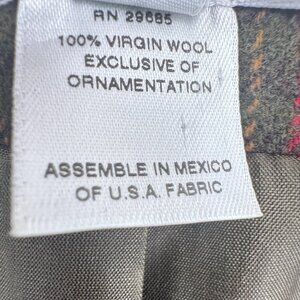 RN 29685
100% VIRGIN WOOL
EXCLUSIVE OF
ORNAMENTATION
ASSEMBLE IN MEXICO
OF U.S.A. FABRIC